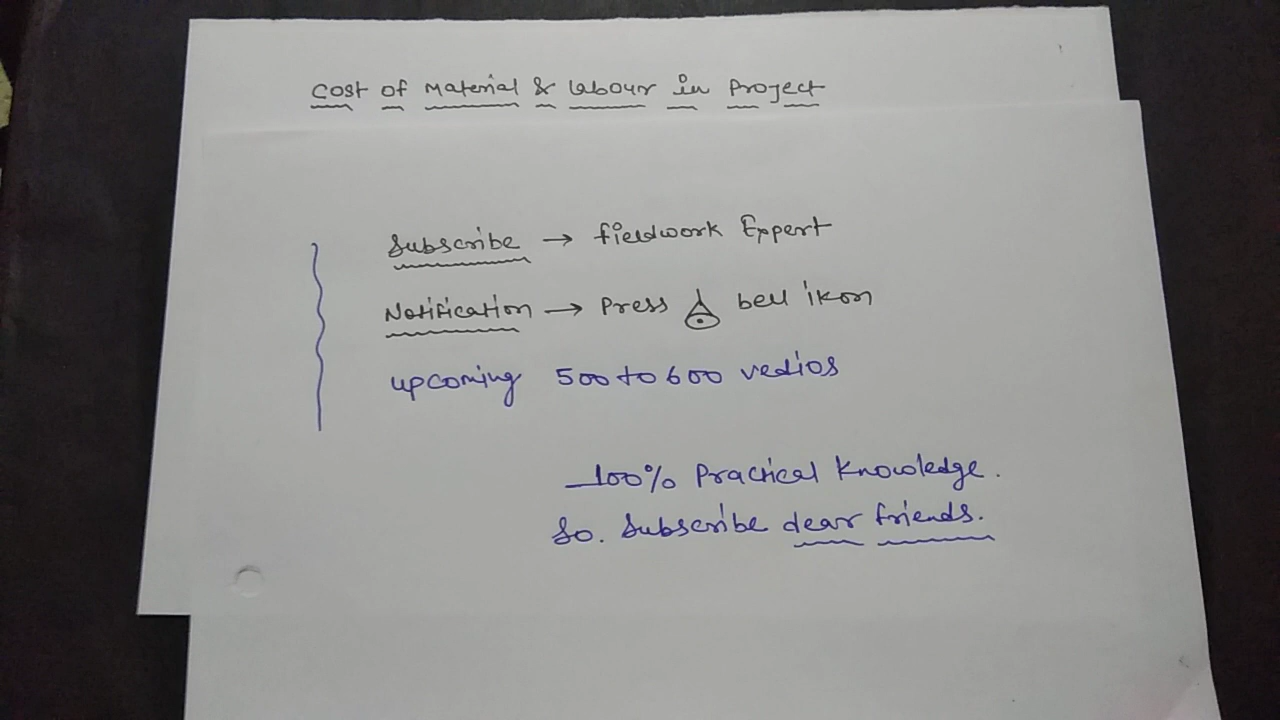 Cost of Material & labour in Project
Subscribe → fieldwork Expert
Notification → Press bell ikon
upcoming 500 to 600 vedios
100% Practical Knowledge.
So. Subscribe dear friends.